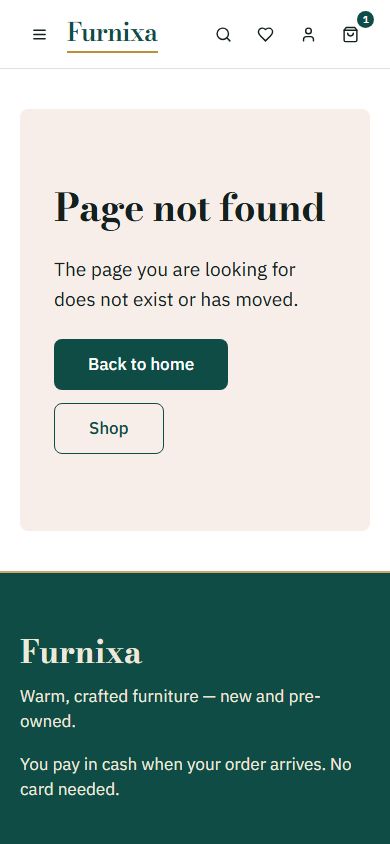 Furnixa
1
Page not found
The page you are looking for
does not exist or has moved.
Back to home
Shop
Furnixa
Warm, crafted furniture — new and pre-
owned.
You pay in cash when your order arrives. No
card needed.